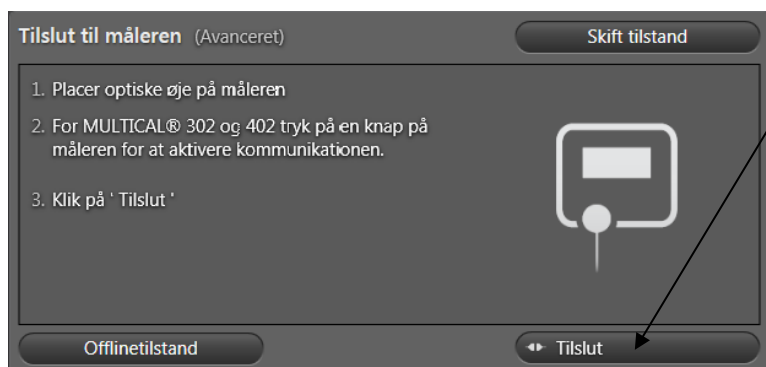 Tilslut til måleren (Avanceret)
Skift tilstand
1. Placer optiske øje på måleren
2. For MULTICAL® 302 og 402 tryk på en knap på
måleren for at aktivere kommunikationen.
3. Klik på ' Tilslut '
Offlinetilstand
Tilslut